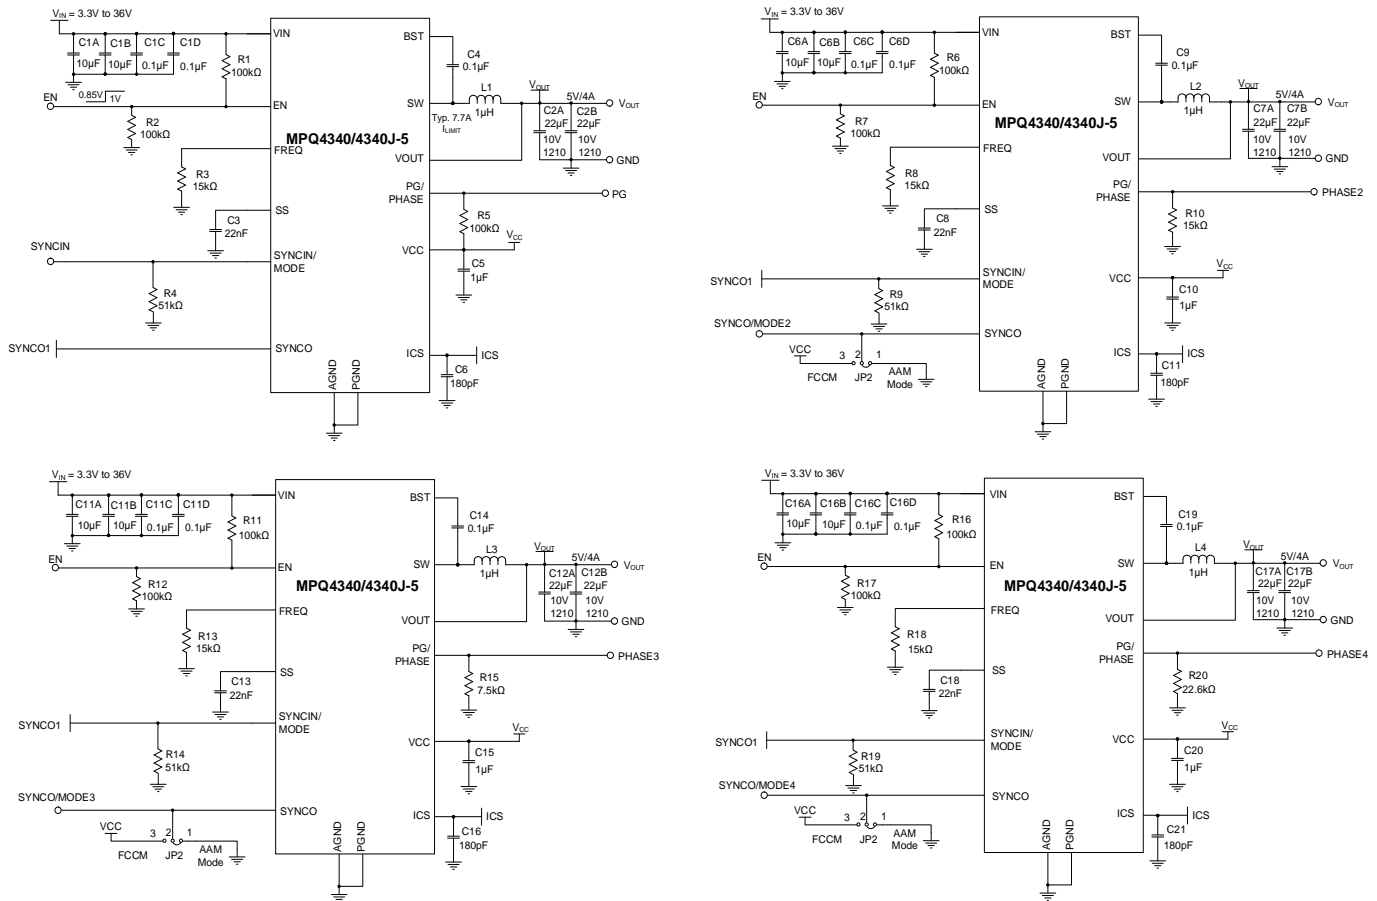 VIN = 3.3V to 36V
C1A C1B C1C C1D
10µF 10µF 0.1µF 0.1µF
R1
100kΩ
EN
0.85V 1V
R2
100kΩ
R3
15kΩ
C3
22nF
SYNCIN
R4
51kΩ
SYNCO1
VIN
EN
FREQ
SS
SYNCIN/
MODE
SYNCO
MPQ4340/4340J-5
BST
SW
VOUT
PG/
PHASE
VCC
ICS
AGND
PGND
C4
0.1µF
L1
1µH
Typ. 7.7A
ILIMIT
VOUT
5V/4A
VOUT
C2A C2B
22µF 22µF
10V 10V
1210 1210
GND
PG
R5
100kΩ
VCC
C5
1µF
ICS
C6
180pF
VIN = 3.3V to 36V
C6A C6B C6C C6D
10µF 10µF 0.1µF 0.1µF
R6
100kΩ
EN
R7
100kΩ
R8
15kΩ
C8
22nF
SYNCO1
R9
51kΩ
SYNCO/MODE2
VCC
3 2 1
FCCM JP2 AAM
Mode
VIN
EN
FREQ
SS
SYNCIN/
MODE
SYNCO
MPQ4340/4340J-5
BST
SW
VOUT
PG/
PHASE
VCC
ICS
AGND
PGND
C9
0.1µF
L2
1µH
VOUT
5V/4A
VOUT
C7A C7B
22µF 22µF
10V 10V
1210 1210
GND
PHASE2
R10
15kΩ
VCC
C10
1µF
ICS
C11
180pF
VIN = 3.3V to 36V
C11A C11B C11C C11D
10µF 10µF 0.1µF 0.1µF
R11
100kΩ
EN
R12
100kΩ
R13
15kΩ
C13
22nF
SYNCO1
R14
51kΩ
SYNCO/MODE3
VCC
3 2 1
FCCM JP2 AAM
Mode
VIN
EN
FREQ
SS
SYNCIN/
MODE
SYNCO
MPQ4340/4340J-5
BST
SW
VOUT
PG/
PHASE
VCC
ICS
AGND
PGND
C14
0.1µF
L3
1µH
VOUT
5V/4A
VOUT
C12A C12B
22µF 22µF
10V 10V
1210 1210
GND
PHASE3
R15
7.5kΩ
VCC
C15
1µF
ICS
C16
180pF
VIN = 3.3V to 36V
C16A C16B C16C C16D
10µF 10µF 0.1µF 0.1µF
R16
100kΩ
EN
R17
100kΩ
R18
15kΩ
C18
22nF
SYNCO1
R19
51kΩ
SYNCO/MODE4
VCC
3 2 1
FCCM JP2 AAM
Mode
VIN
EN
FREQ
SS
SYNCIN/
MODE
SYNCO
MPQ4340/4340J-5
BST
SW
VOUT
PG/
PHASE
VCC
ICS
AGND
PGND
C19
0.1µF
L4
1µH
VOUT
5V/4A
VOUT
C17A C17B
22µF 22µF
10V 10V
1210 1210
GND
PHASE4
R20
22.6kΩ
VCC
C20
1µF
ICS
C21
180pF